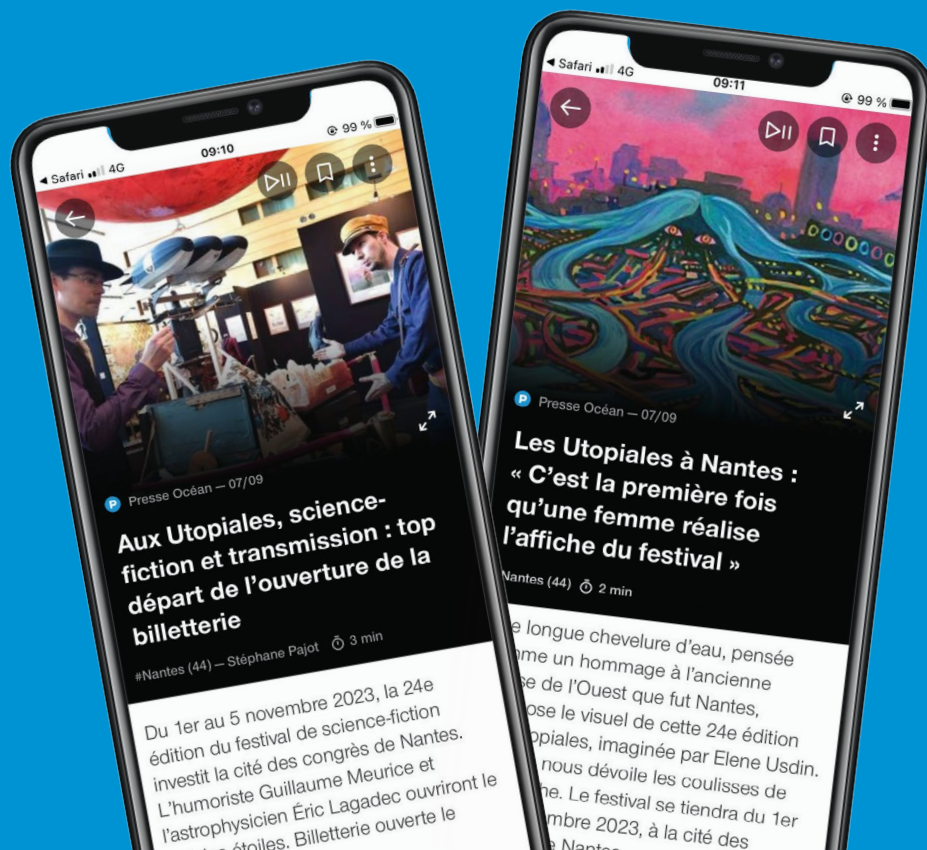 ◀ Safari 4G
09:10
99 %
P Presse Océan — 07/09
Aux Utopiales, science-
fiction et transmission : top
départ de l'ouverture de la
billetterie
#Nantes (44) — Stéphane Pajot 3 min
Du 1er au 5 novembre 2023, la 24e
édition du festival de science-fiction
investit la cité des congrès de Nantes.
L'humoriste Guillaume Meurice et
l'astrophysicien Éric Lagadec ouvriront le
étoiles. Billetterie ouverte le
◀ Safari 4G
09:11
99 %
P Presse Océan — 07/09
Les Utopiales à Nantes :
« C'est la première fois
qu'une femme réalise
l'affiche du festival »
Nantes (44) 2 min
longue chevelure d'eau, pensée
un hommage à l'ancienne
de l'Ouest que fut Nantes,
le visuel de cette 24e édition
imaginée par Elene Usdin.
nous dévoile les coulisses de
Le festival se tiendra du 1er
2023, à la cité des